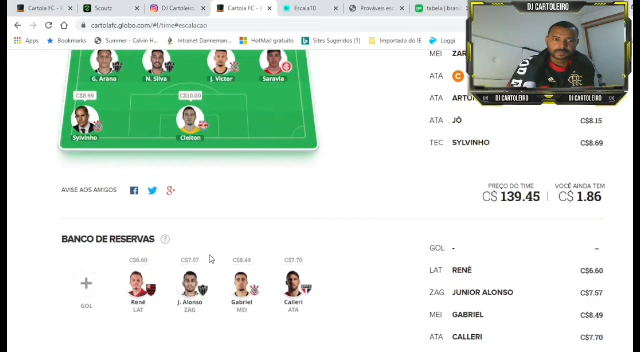 Cartola FC - F
Scoutz
DJ Cartoleiro
Cartola FC - F
Escala10
Prováveis esc
tabela | brasil
cartolafc.globo.com/#!/time#escalacao
Apps
Bookmarks
Summer - Calvin H
Intranet Danneman
HotMail gratuito
Sites Sugeridos (1)
Importado do IE
Loggi
DJ CARTOLEIRO
DJ CARTOLEIRO
DJ CARTOLEIRO
G. Arana
N. Silva
J. Victor
Saravia
MEI
ATA
C
ATA
ATA JÔ C$8.15
TEC SYLVINHO C$8.69
C$8.69
C$10.00
Sylvinho
Cleiton
AVISE AOS AMIGOS
PREÇO DO TIME
C$ 139.45
VOCÊ AINDA TEM
C$ 1.86
BANCO DE RESERVAS ?
GOL
C$6.60
Renê
LAT
C$7.57
J. Alonso
ZAG
C$8.49
Gabriel
MEI
C$7.70
Calleri
ATA
GOL - –
LAT RENÊ C$6.60
ZAG JUNIOR ALONSO C$7.57
MEI GABRIEL C$8.49
ATA CALLERI C$7.70